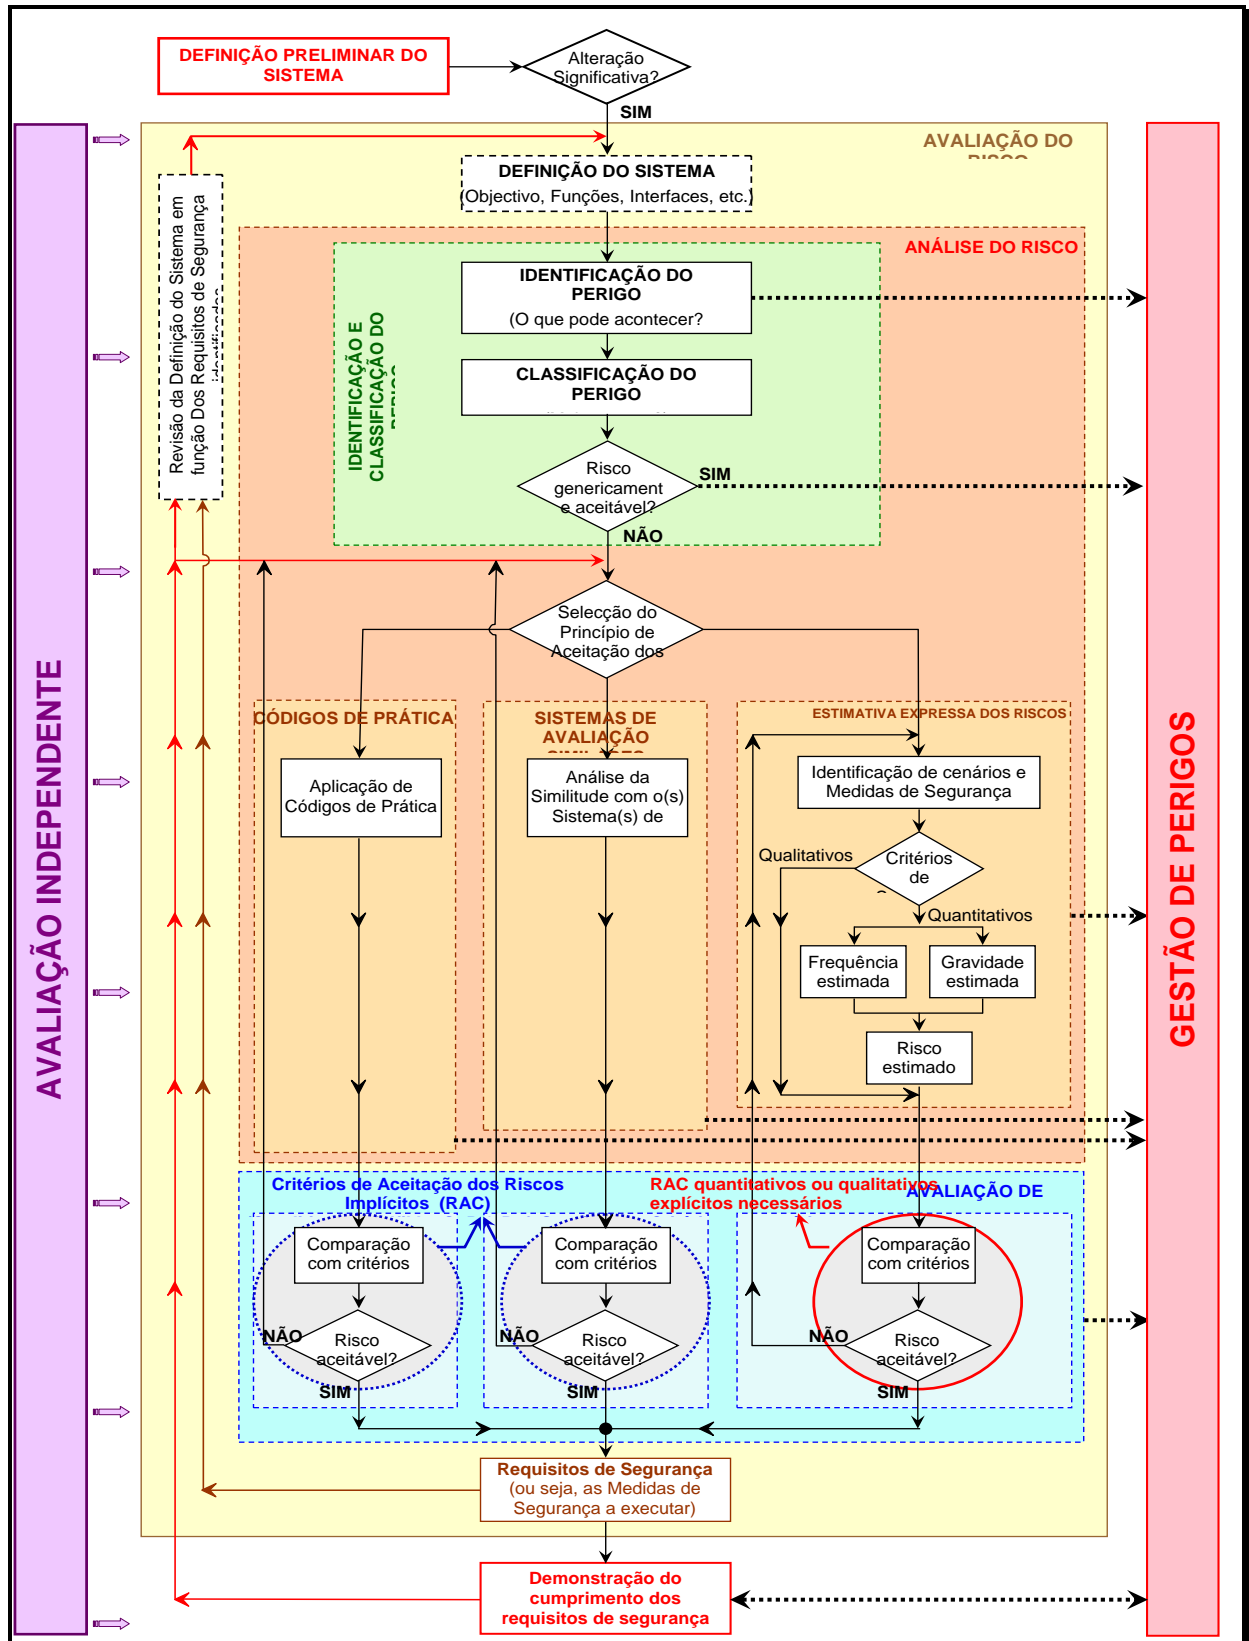 DEFINIÇÃO PRELIMINAR DO
SISTEMA
Alteração
Significativa?
SIM
AVALIAÇÃO DO
RISCO
DEFINIÇÃO DO SISTEMA
(Objectivo, Funções, Interfaces, etc.)
Revisão da Definição do Sistema em
função Dos Requisitos de Segurança
identificados
ANÁLISE DO RISCO
IDENTIFICAÇÃO E
CLASSIFICAÇÃO DO
PERIGO
IDENTIFICAÇÃO DO
PERIGO
(O que pode acontecer?
CLASSIFICAÇÃO DO
PERIGO
Risco
genericament
e aceitável?
SIM
NÃO
Selecção do
Princípio de
Aceitação dos
CÓDIGOS DE PRÁTICA
Aplicação de
Códigos de Prática
SISTEMAS DE
AVALIAÇÃO
SIMILARES
Análise da
Similitude com o(s)
Sistema(s) de
ESTIMATIVA EXPRESSA DOS RISCOS
Identificação de cenários e
Medidas de Segurança
Qualitativos
Critérios
de
Quantitativos
Frequência
estimada
Gravidade
estimada
Risco
estimado
Critérios de Aceitação dos Riscos
Implícitos (RAC)
RAC quantitativos ou qualitativos
explícitos necessários
AVALIAÇÃO DE
Comparação
com critérios
Comparação
com critérios
Comparação
com critérios
NÃO
Risco
aceitável?
SIM
NÃO
Risco
aceitável?
SIM
NÃO
Risco
aceitável?
SIM
Requisitos de Segurança
(ou seja, as Medidas de
Segurança a executar)
Demonstração do
cumprimento dos
requisitos de segurança
AVALIAÇÃO INDEPENDENTE
GESTÃO DE PERIGOS